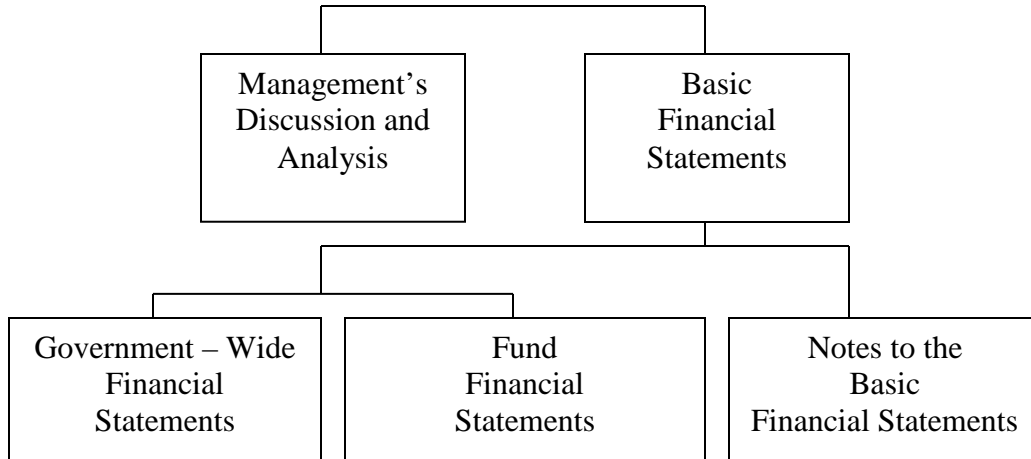 Management’s
Discussion and
Analysis
Basic
Financial
Statements
Government – Wide
Financial
Statements
Fund
Financial
Statements
Notes to the
Basic
Financial Statements